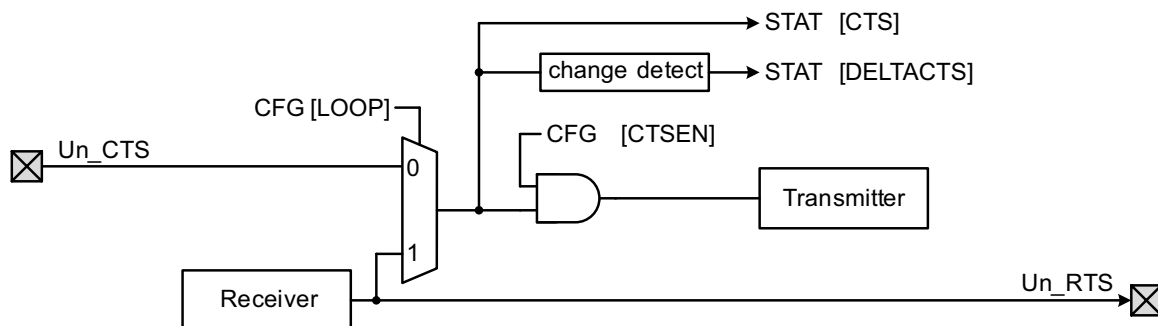 STAT [CTS]
change detect
STAT [DELTACTS]
CFG [LOOP]
CFG [CTSEN]
Un_CTS
0
Transmitter
1
Un_RTS
Receiver